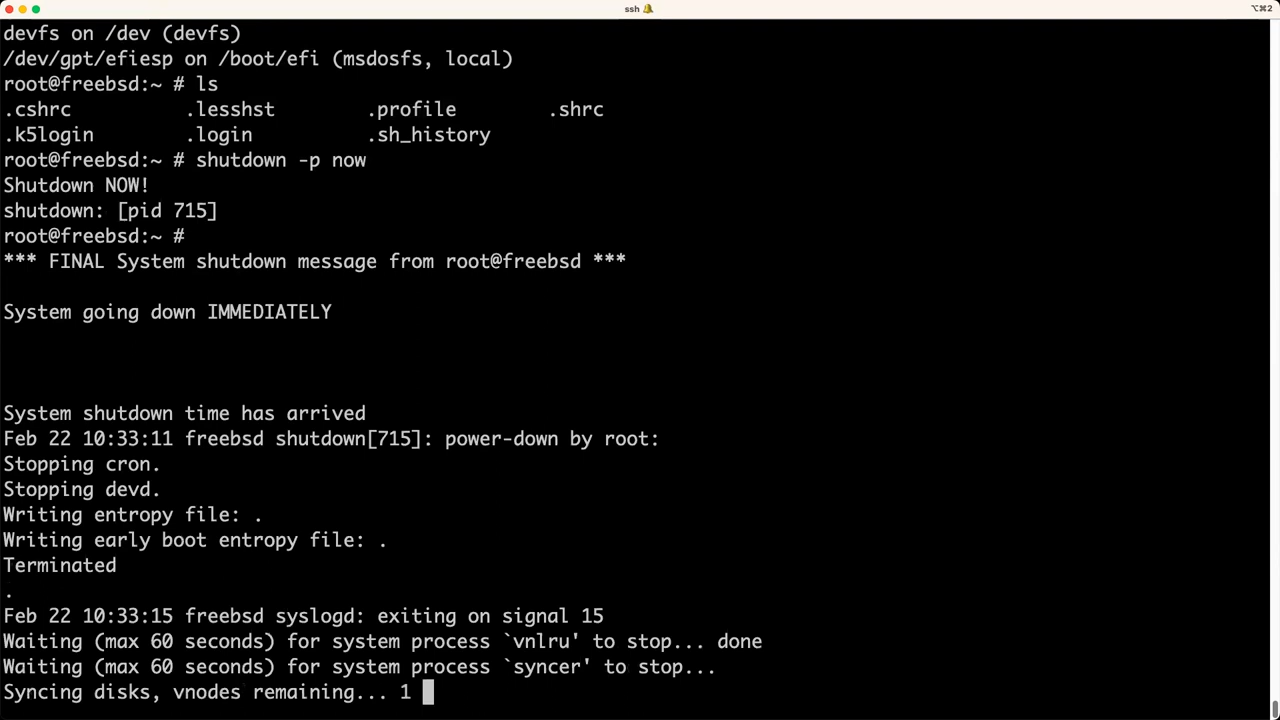 ssh 🔔
⌥⌘2
devfs on /dev (devfs)
/dev/gpt/efiesp on /boot/efi (msdosfs, local)
root@freebsd:~ # ls
.cshrc .lesshst .profile .shrc
.k5login .login .sh_history
root@freebsd:~ # shutdown -p now
Shutdown NOW!
shutdown: [pid 715]
root@freebsd:~ #
*** FINAL System shutdown message from root@freebsd ***
System going down IMMEDIATELY
System shutdown time has arrived
Feb 22 10:33:11 freebsd shutdown[715]: power-down by root:
Stopping cron.
Stopping devd.
Writing entropy file: .
Writing early boot entropy file: .
Terminated
.
Feb 22 10:33:15 freebsd syslogd: exiting on signal 15
Waiting (max 60 seconds) for system process `vnlru' to stop... done
Waiting (max 60 seconds) for system process `syncer' to stop...
Syncing disks, vnodes remaining... 1